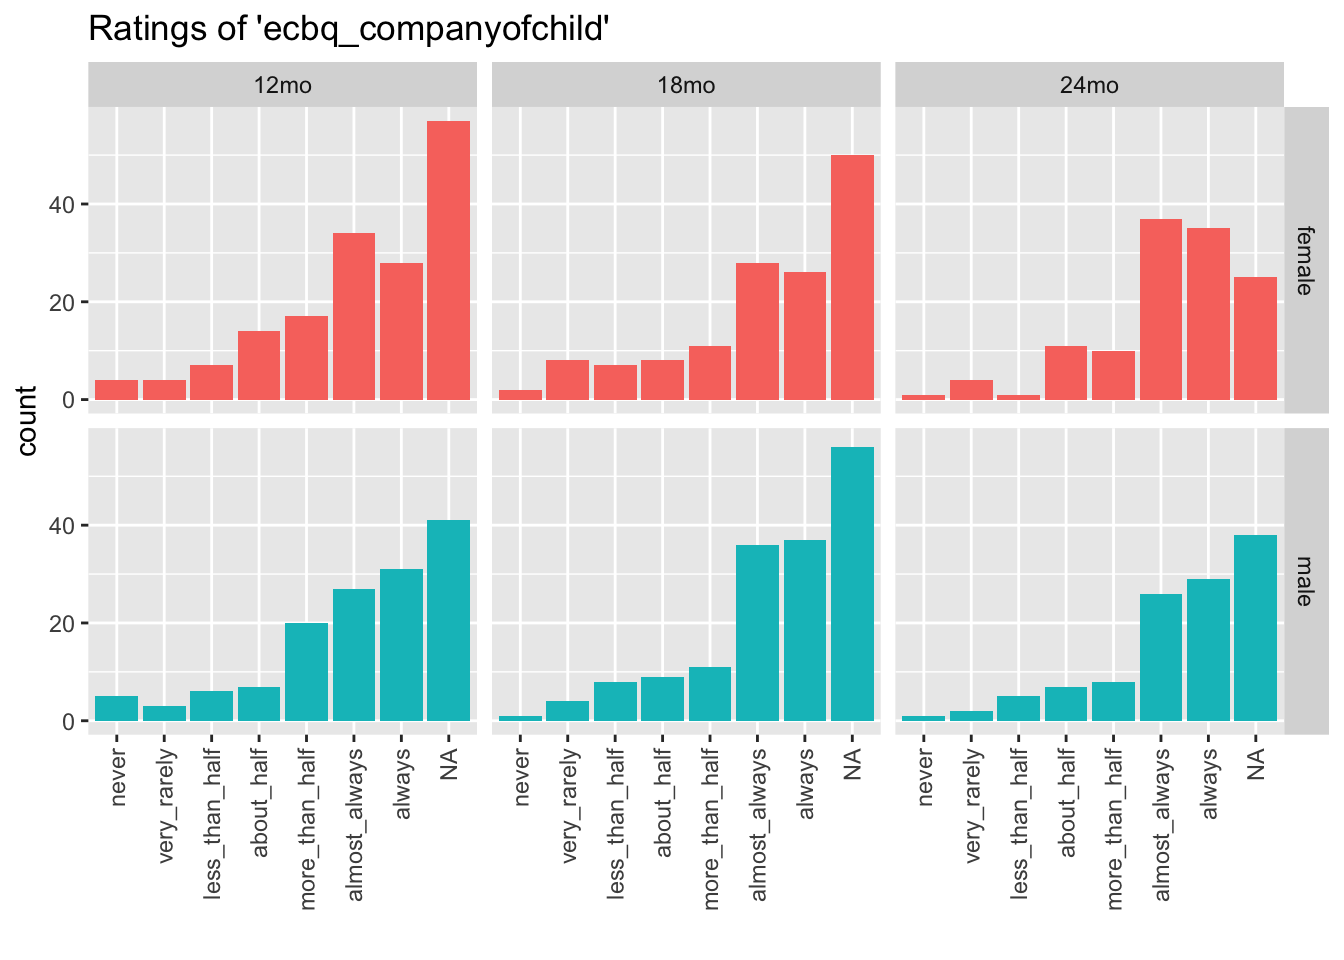 Ratings of 'ecbq_companyofchild'
12mo 18mo 24mo
count
40
20
0
female
40
20
0
male
never very_rarely less_than_half about_half more_than_half almost_always always NA
never very_rarely less_than_half about_half more_than_half almost_always always NA
never very_rarely less_than_half about_half more_than_half almost_always always NA